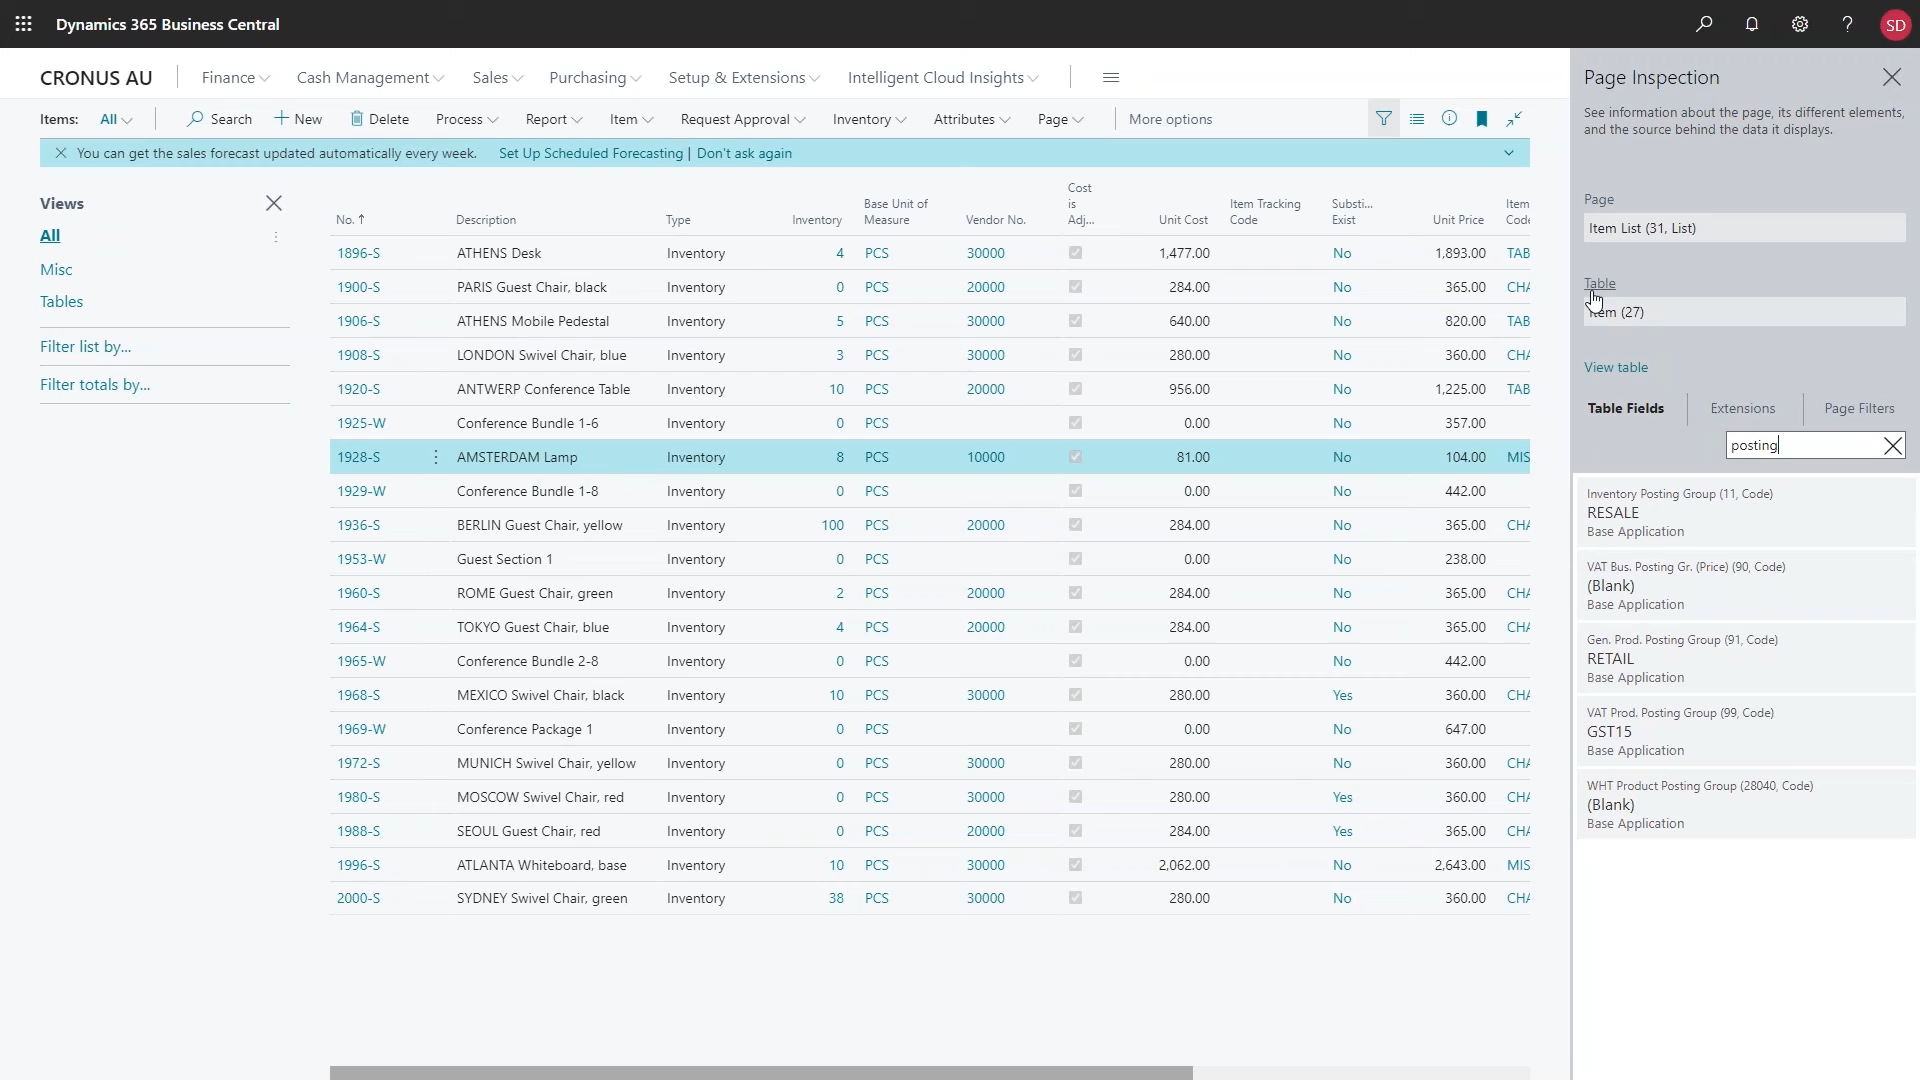 Dynamics 365 Business Central
SD
CRONUS AU
Finance
Cash Management
Sales
Purchasing
Setup & Extensions
Intelligent Cloud Insights
Items:
All
Search
New
Delete
Process
Report
Item
Request Approval
Inventory
Attributes
Page
More options
You can get the sales forecast updated automatically every week. Set Up Scheduled Forecasting | Don't ask again
Views
All
Misc
Tables
Filter list by...
Filter totals by...
No. ↑ Description Type Inventory Base Unit of Measure Vendor No. Cost is Adj... Unit Cost Item Tracking Code Substi... Exist Unit Price Item Code
1896-S ATHENS Desk Inventory 4 PCS 30000 1,477.00 No 1,893.00 TAB
1900-S PARIS Guest Chair, black Inventory 0 PCS 20000 284.00 No 365.00 CHA
1906-S ATHENS Mobile Pedestal Inventory 5 PCS 30000 640.00 No 820.00 TAB
1908-S LONDON Swivel Chair, blue Inventory 3 PCS 30000 280.00 No 360.00 CHA
1920-S ANTWERP Conference Table Inventory 10 PCS 20000 956.00 No 1,225.00 TAB
1925-W Conference Bundle 1-6 Inventory 0 PCS 0.00 No 357.00
1928-S AMSTERDAM Lamp Inventory 8 PCS 10000 81.00 No 104.00 MIS
1929-W Conference Bundle 1-8 Inventory 0 PCS 0.00 No 442.00
1936-S BERLIN Guest Chair, yellow Inventory 100 PCS 20000 284.00 No 365.00 CHA
1953-W Guest Section 1 Inventory 0 PCS 0.00 No 238.00
1960-S ROME Guest Chair, green Inventory 2 PCS 20000 284.00 No 365.00 CHA
1964-S TOKYO Guest Chair, blue Inventory 4 PCS 20000 284.00 No 365.00 CHA
1965-W Conference Bundle 2-8 Inventory 0 PCS 0.00 No 442.00
1968-S MEXICO Swivel Chair, black Inventory 10 PCS 30000 280.00 Yes 360.00 CHA
1969-W Conference Package 1 Inventory 0 PCS 0.00 No 647.00
1972-S MUNICH Swivel Chair, yellow Inventory 0 PCS 30000 280.00 No 360.00 CHA
1980-S MOSCOW Swivel Chair, red Inventory 0 PCS 30000 280.00 Yes 360.00 CHA
1988-S SEOUL Guest Chair, red Inventory 0 PCS 20000 284.00 Yes 365.00 CHA
1996-S ATLANTA Whiteboard, base Inventory 10 PCS 30000 2,062.00 No 2,643.00 MIS
2000-S SYDNEY Swivel Chair, green Inventory 38 PCS 30000 280.00 No 360.00 CHA
Page Inspection
See information about the page, its different elements,
and the source behind the data it displays.
Page
Item List (31, List)
Table
Item (27)
View table
Table Fields
Extensions
Page Filters
posting
Inventory Posting Group (11, Code)
RESALE
Base Application
VAT Bus. Posting Gr. (Price) (90, Code)
(Blank)
Base Application
Gen. Prod. Posting Group (91, Code)
RETAIL
Base Application
VAT Prod. Posting Group (99, Code)
GST15
Base Application
WHT Product Posting Group (28040, Code)
(Blank)
Base Application